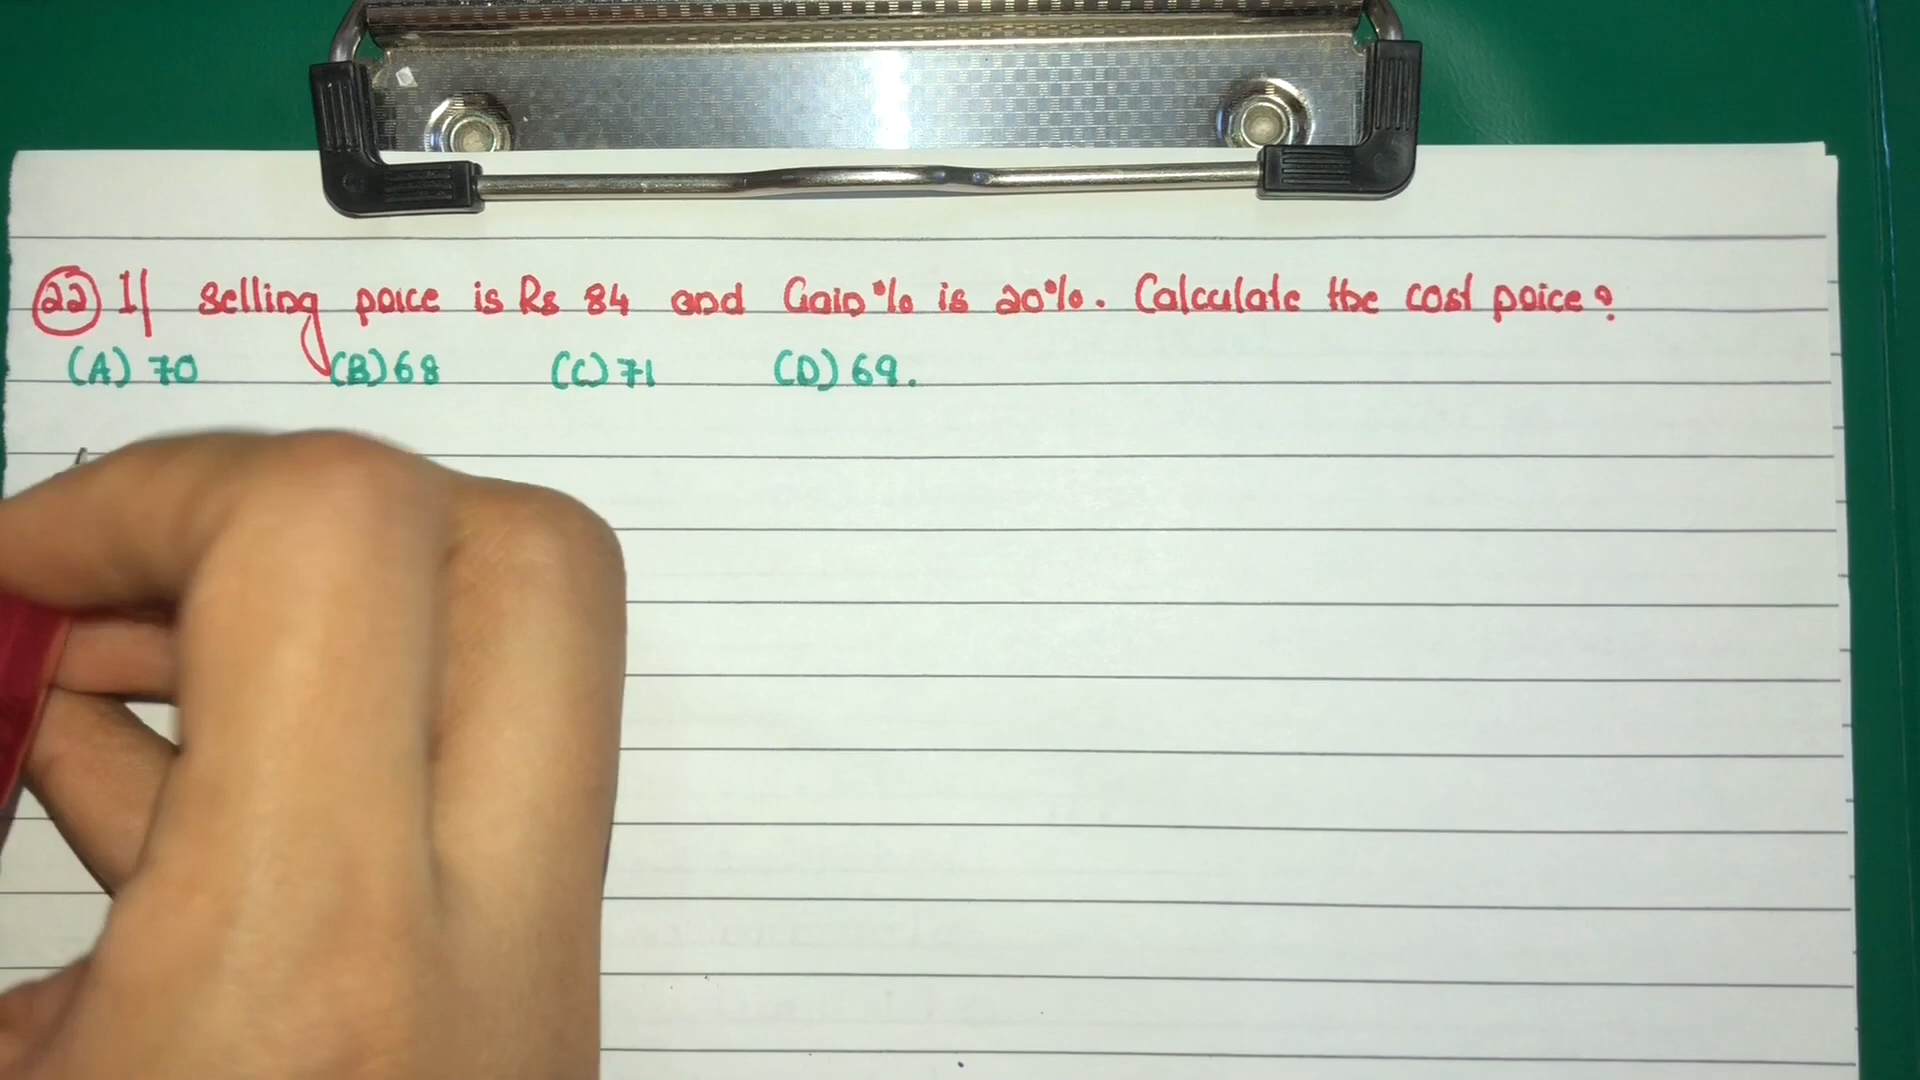 22 If selling price is Rs 84 and Gain% is 20%. Calculate the cost price?
(A) 70 (B) 68 (C) 71 (D) 69.